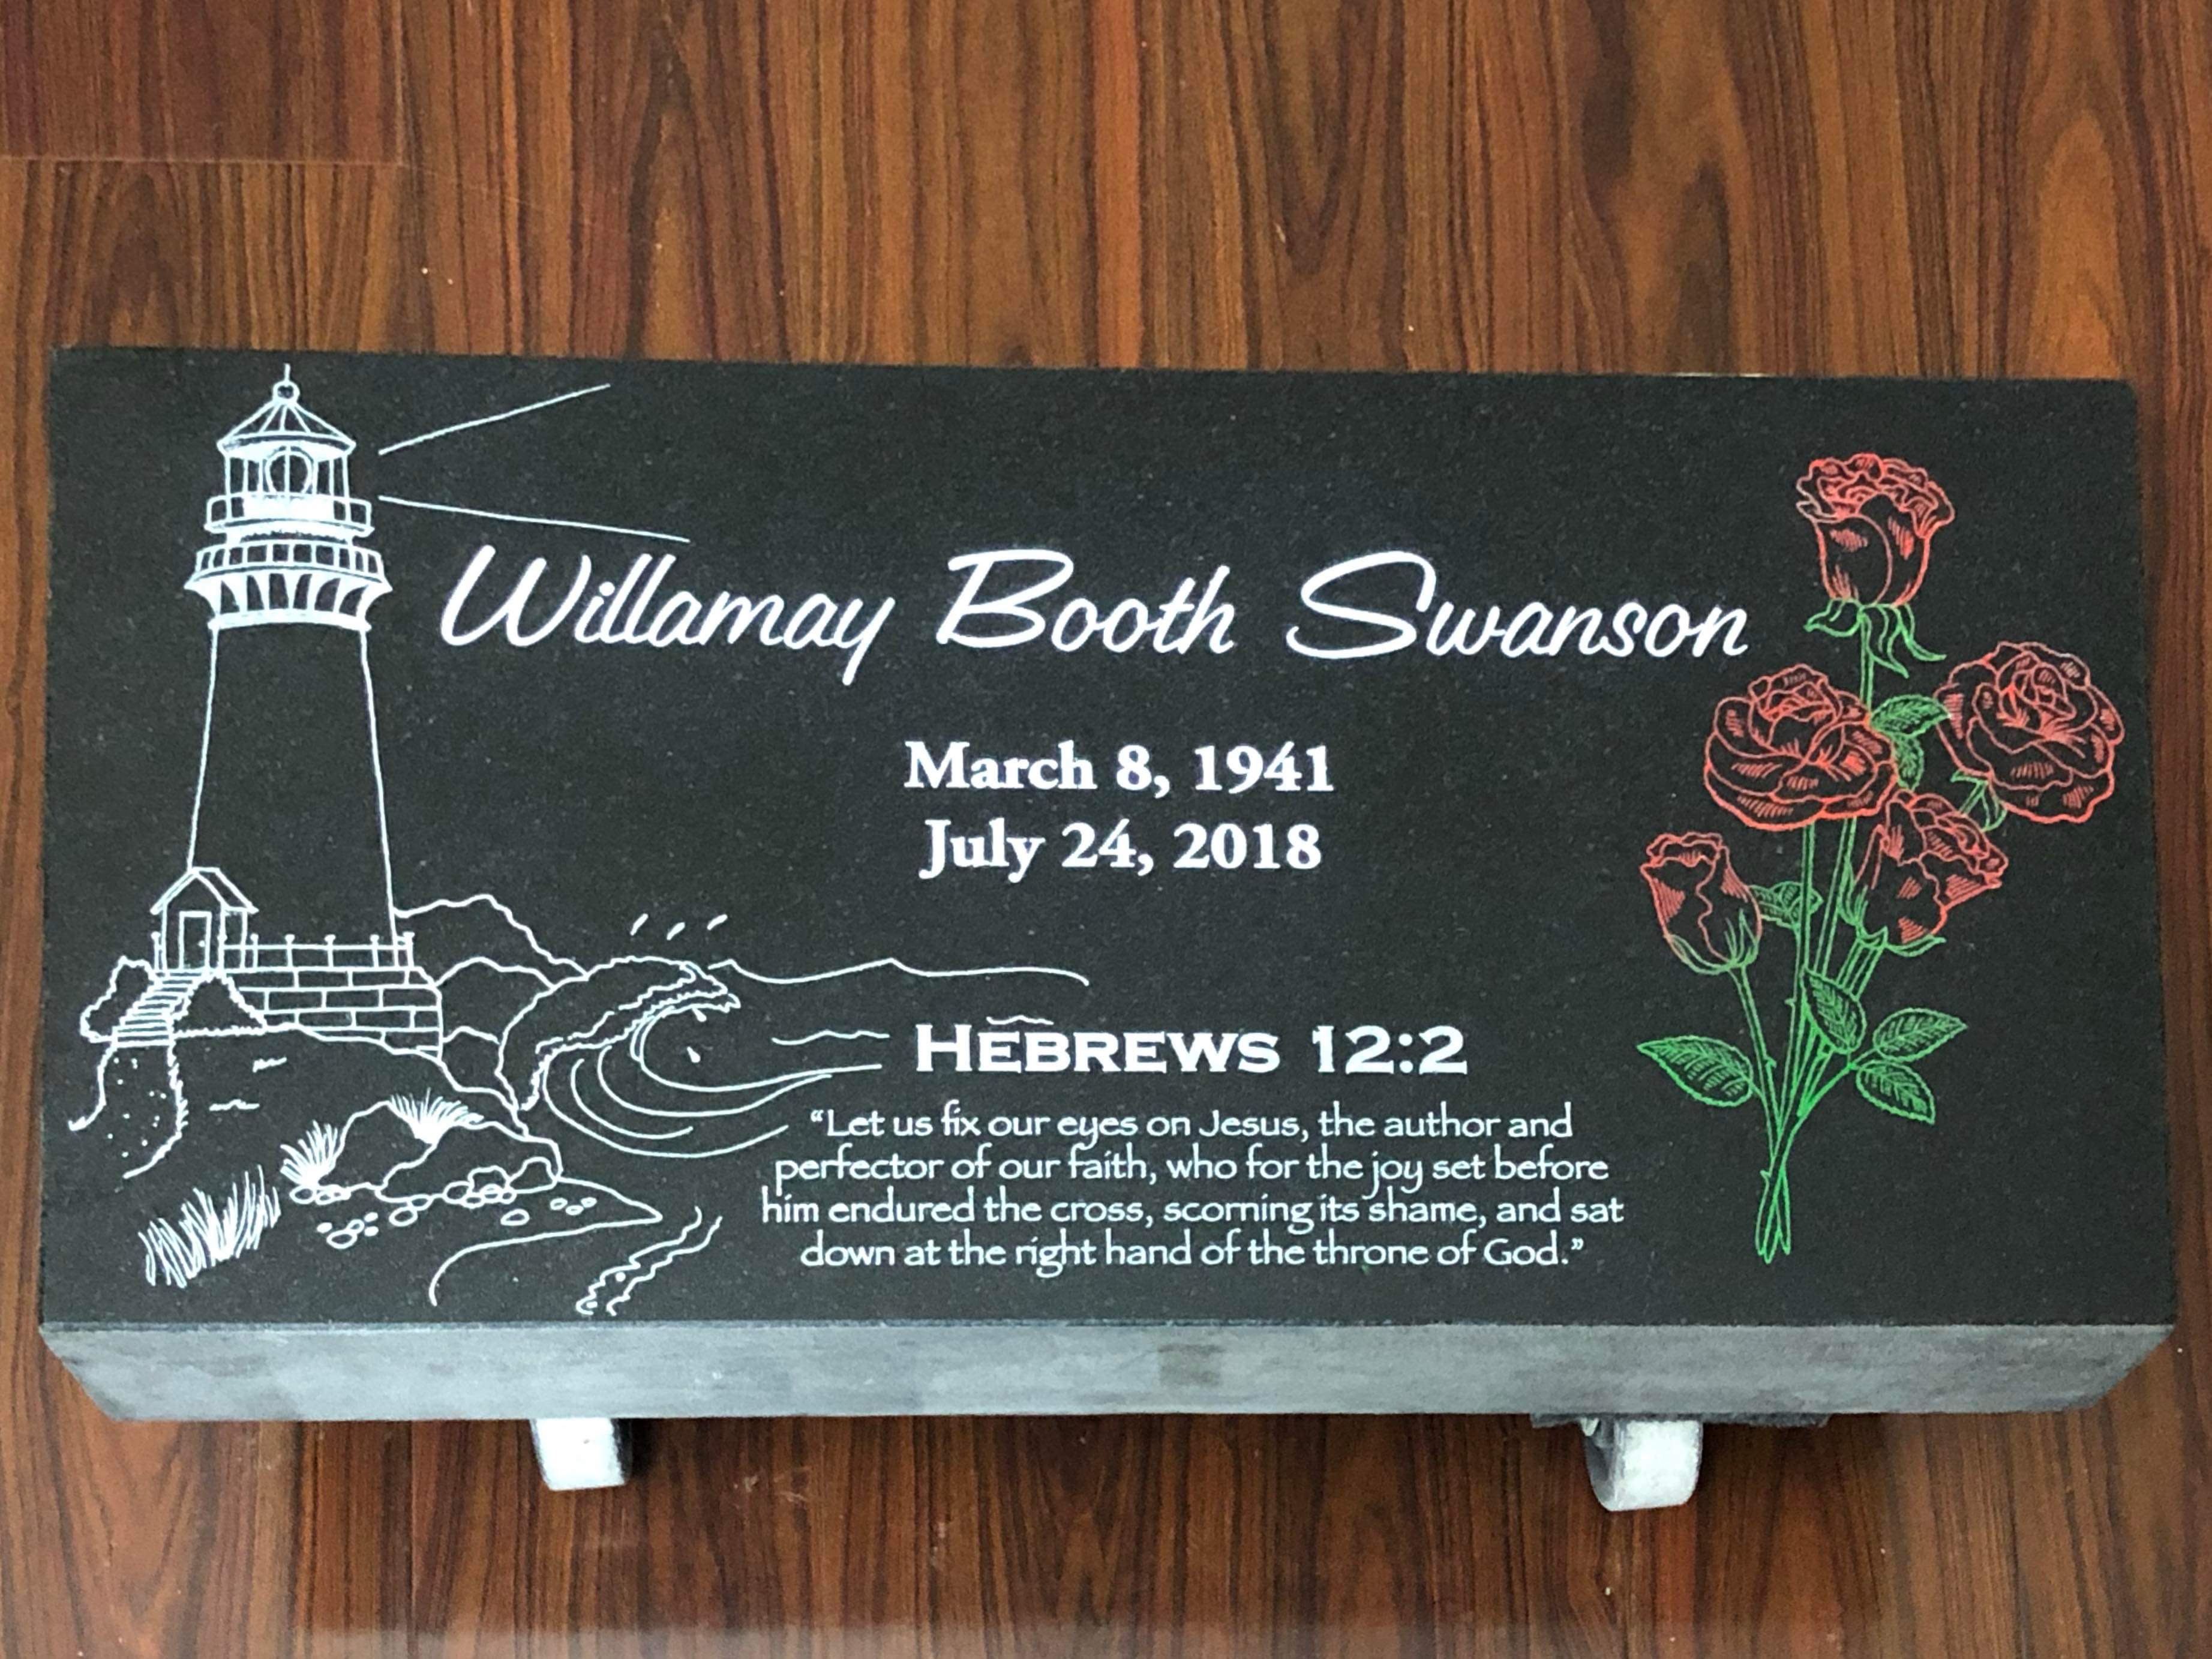 Willamay Booth Swanson
March 8, 1941
July 24, 2018
HEBREWS 12:2
“Let us fix our eyes on Jesus, the author and
perfector of our faith, who for the joy set before
him endured the cross, scorning its shame, and sat
down at the right hand of the throne of God.”